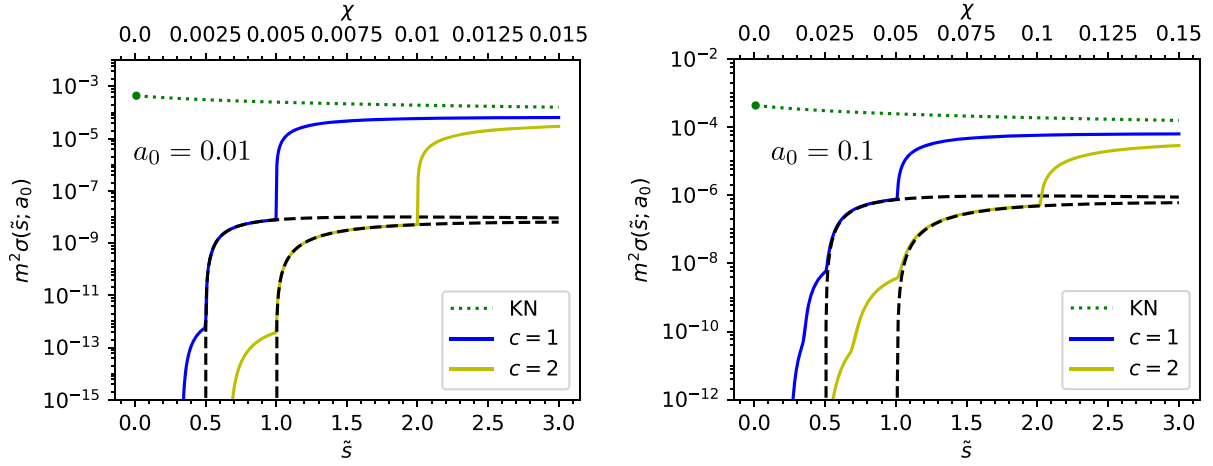 χ
0.0 0.0025 0.005 0.0075 0.01 0.0125 0.015
10⁻³
10⁻⁵
10⁻⁷
10⁻⁹
10⁻¹¹
10⁻¹³
10⁻¹⁵
m²σ(s̃; a₀)
a₀ = 0.01
KN
c = 1
c = 2
0.0 0.5 1.0 1.5 2.0 2.5 3.0
s̃
χ
0.0 0.025 0.05 0.075 0.1 0.125 0.15
10⁻²
10⁻⁴
10⁻⁶
10⁻⁸
10⁻¹⁰
10⁻¹²
m²σ(s̃; a₀)
a₀ = 0.1
KN
c = 1
c = 2
0.0 0.5 1.0 1.5 2.0 2.5 3.0
s̃